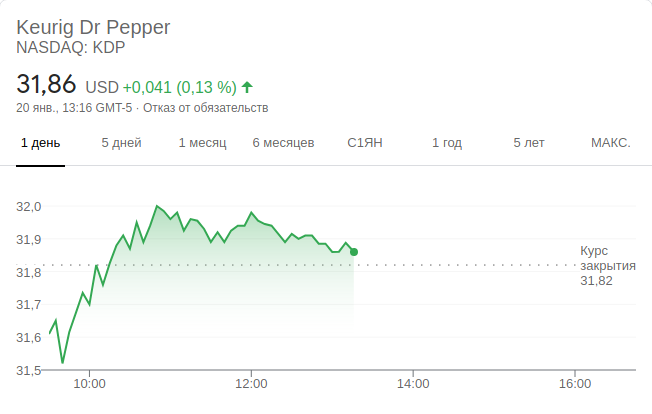 Keurig Dr Pepper
NASDAQ: KDP
31,86 USD +0,041 (0,13 %)
20 янв., 13:16 GMT-5 · Отказ от обязательств
1 день 5 дней 1 месяц 6 месяцев С1ЯН 1 год 5 лет МАКС.
32,0
31,9
31,8
31,7
31,6
31,5
Курс
закрытия
31,82
10:00 12:00 14:00 16:00